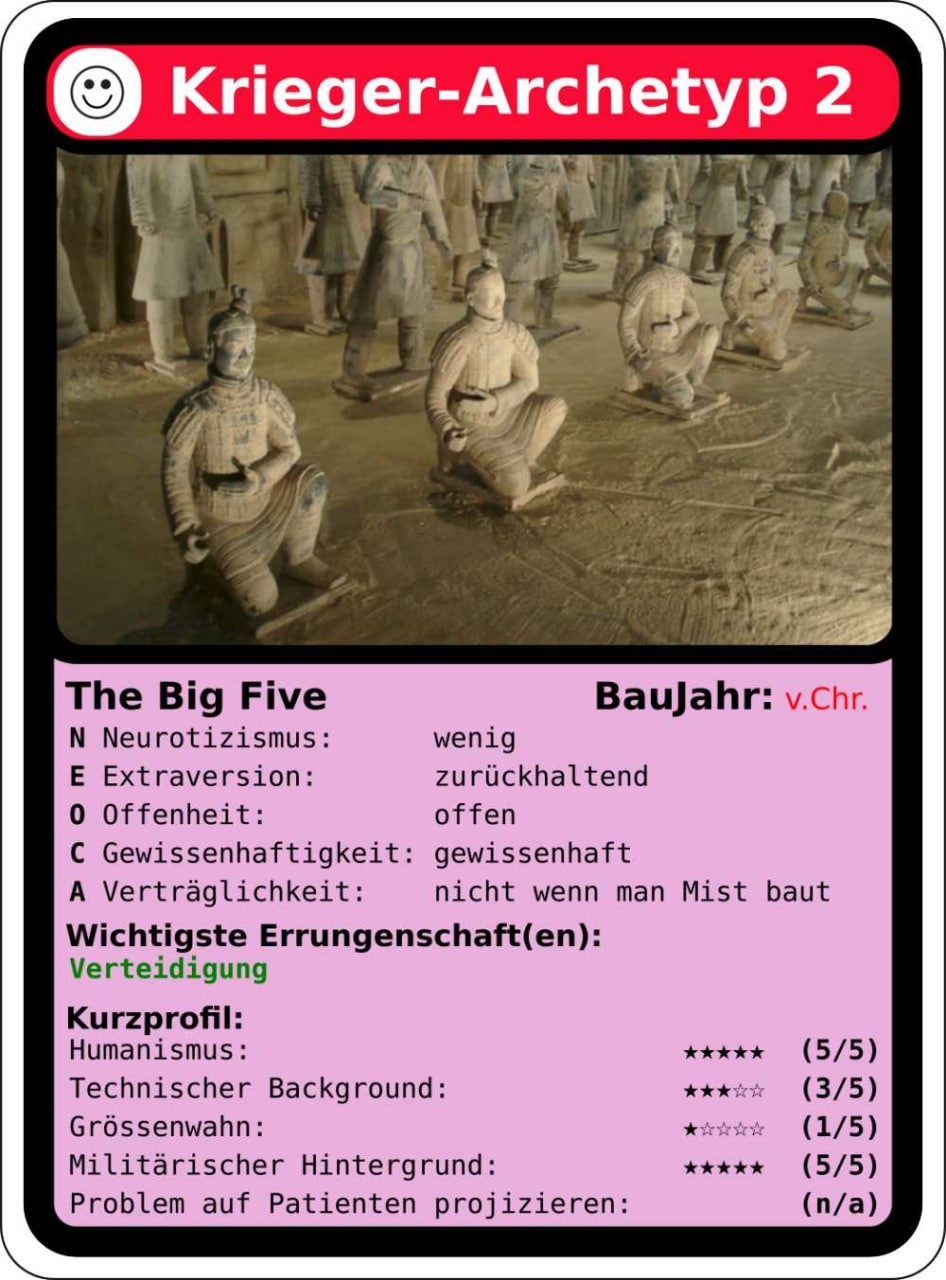 Krieger-Archetyp 2
The Big Five BauJahr: v.Chr.
N Neurotizismus: wenig
E Extraversion: zurückhaltend
O Offenheit: offen
C Gewissenhaftigkeit: gewissenhaft
A Verträglichkeit: nicht wenn man Mist baut
Wichtigste Errungenschaft(en):
Verteidigung
Kurzprofil:
Humanismus: ★★★★★ (5/5)
Technischer Background: ★★★☆☆ (3/5)
Grössenwahn: ★☆☆☆☆ (1/5)
Militärischer Hintergrund: ★★★★★ (5/5)
Problem auf Patienten projizieren: (n/a)